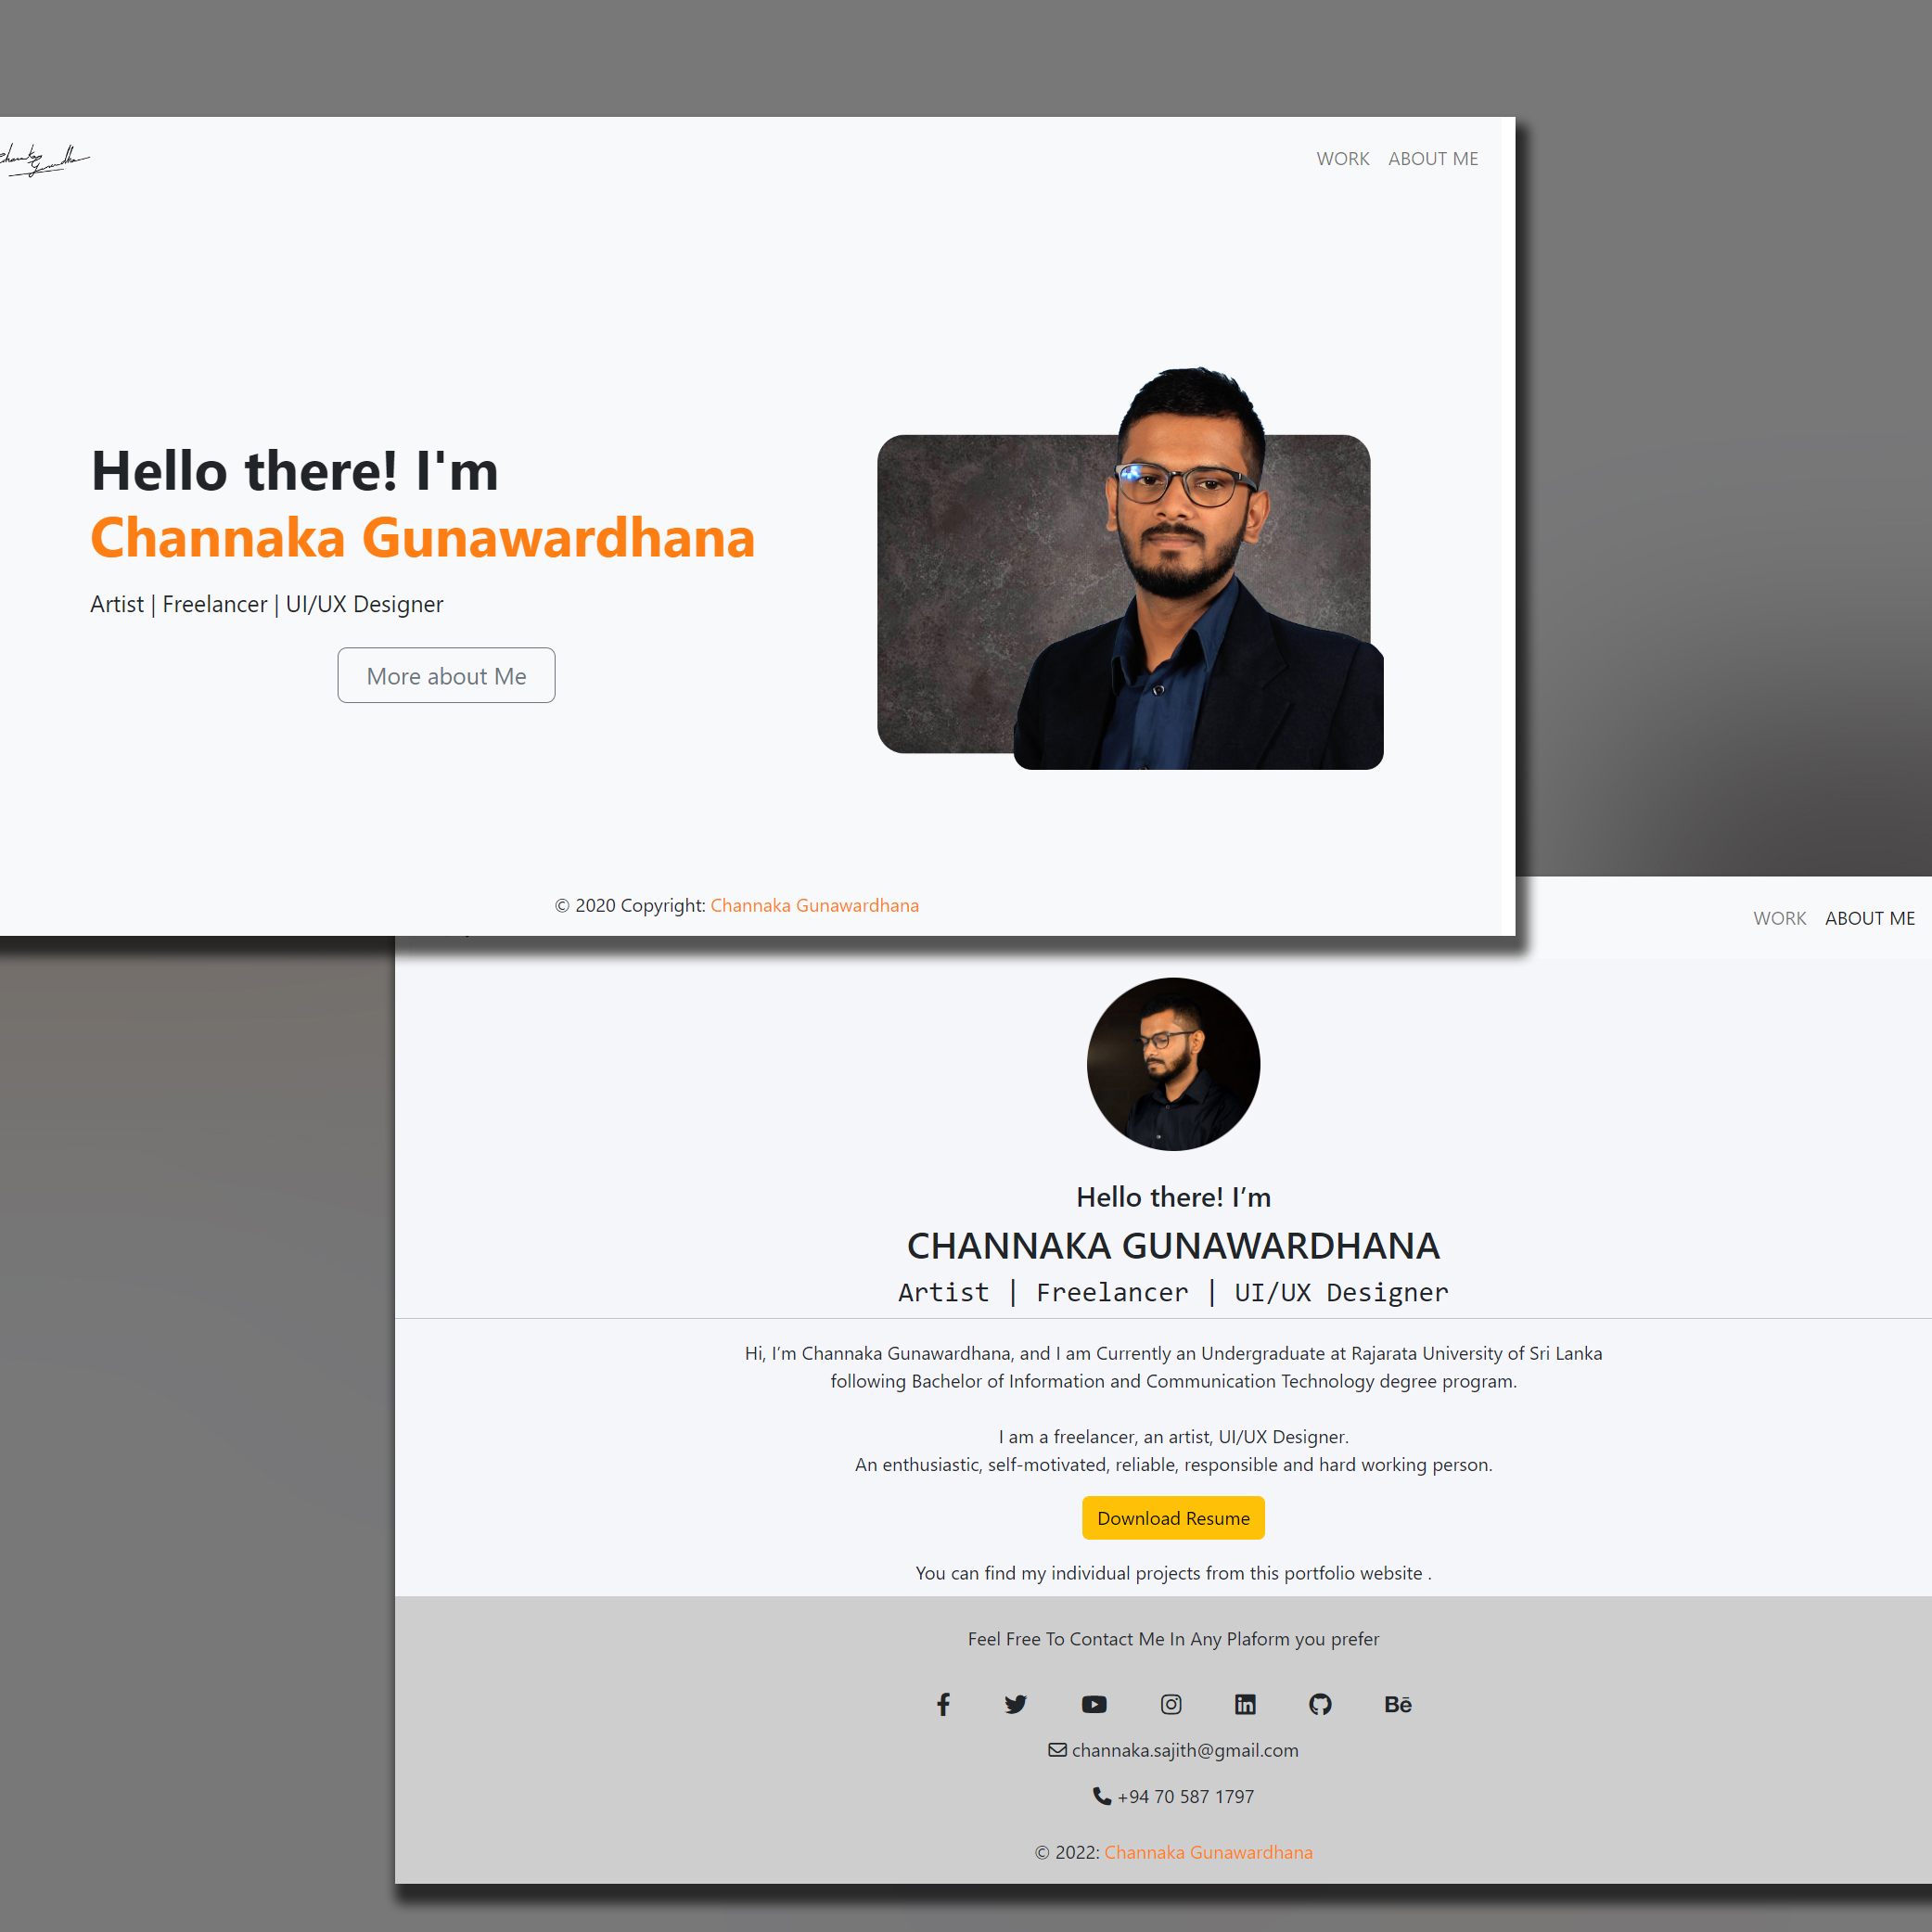 WORK ABOUT ME
Hello there! I'm
Channaka Gunawardhana
Artist | Freelancer | UI/UX Designer
More about Me
© 2020 Copyright: Channaka Gunawardhana
WORK ABOUT ME
Hello there! I’m
CHANNAKA GUNAWARDHANA
Artist | Freelancer | UI/UX Designer
Hi, I’m Channaka Gunawardhana, and I am Currently an Undergraduate at Rajarata University of Sri Lanka
following Bachelor of Information and Communication Technology degree program.
I am a freelancer, an artist, UI/UX Designer.
An enthusiastic, self-motivated, reliable, responsible and hard working person.
Download Resume
You can find my individual projects from this portfolio website .
Feel Free To Contact Me In Any Plaform you prefer
f in Bē
channaka.sajith@gmail.com
+94 70 587 1797
© 2022: Channaka Gunawardhana